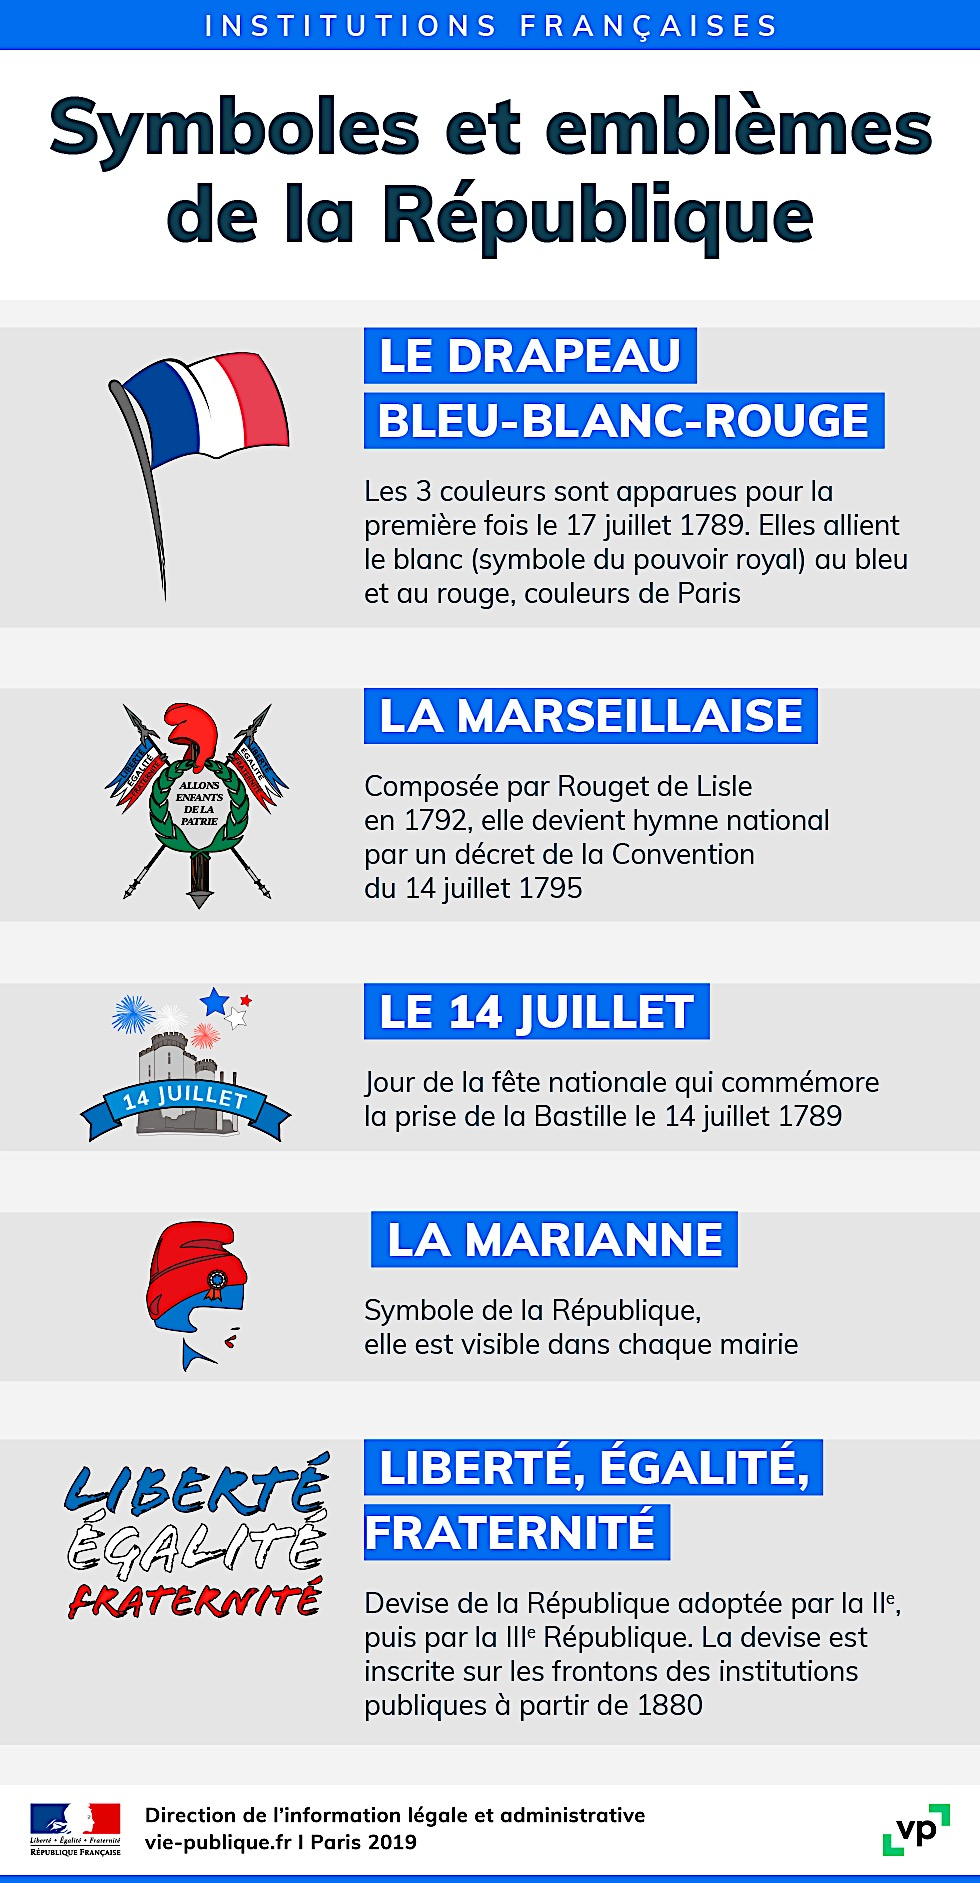 INSTITUTIONS FRANÇAISES
Symboles et emblèmes
de la République
LE DRAPEAU
BLEU-BLANC-ROUGE
Les 3 couleurs sont apparues pour la
première fois le 17 juillet 1789. Elles allient
le blanc (symbole du pouvoir royal) au bleu
et au rouge, couleurs de Paris
LIBERTÉ
ÉGALITÉ
FRATERNITÉ
LIBERTÉ
ÉGALITÉ
FRATERNITÉ
ALLONS
ENFANTS
DE LA
PATRIE
LA MARSEILLAISE
Composée par Rouget de Lisle
en 1792, elle devient hymne national
par un décret de la Convention
du 14 juillet 1795
14 JUILLET
LE 14 JUILLET
Jour de la fête nationale qui commémore
la prise de la Bastille le 14 juillet 1789
LA MARIANNE
Symbole de la République,
elle est visible dans chaque mairie
LIBERTÉ
ÉGALITÉ
FRATERNITÉ
LIBERTÉ, ÉGALITÉ,
FRATERNITÉ
Devise de la République adoptée par la IIᵉ,
puis par la IIIᵉ République. La devise est
inscrite sur les frontons des institutions
publiques à partir de 1880
Liberté • Égalité • Fraternité
RÉPUBLIQUE FRANÇAISE
Direction de l'information légale et administrative
vie-publique.fr I Paris 2019
vp